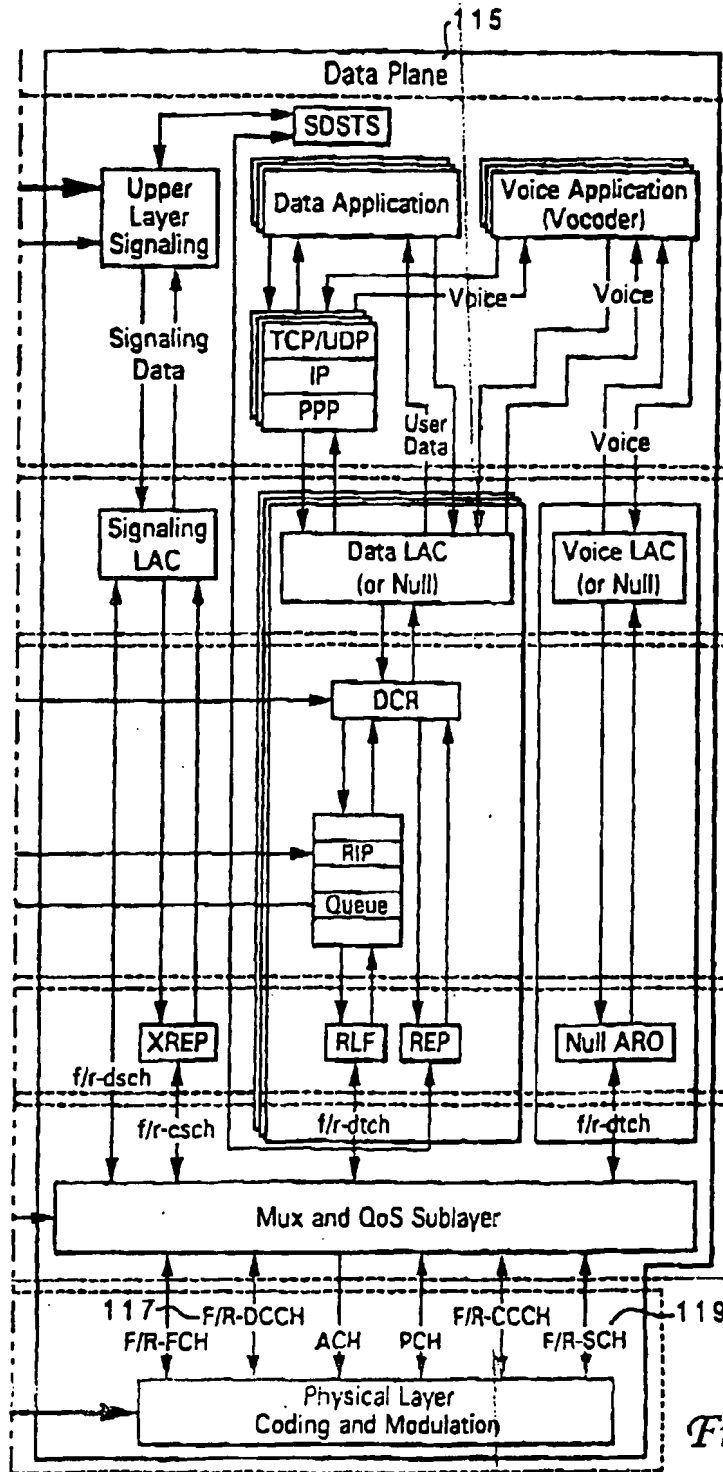 115
Data Plane
SDSTS
Upper
Layer
Signaling
Data Application
Voice Application
(Vocoder)
Voice
Voice
Signaling
Data
TCP/UDP
IP
PPP
User
Data
Voice
Signaling
LAC
Data LAC
(or Null)
Voice LAC
(or Null)
DCR
RIP
Queue
XREP
RLF
REP
Null ARO
f/r-dsch
f/r-csch
f/r-dtch
f/r-dtch
Mux and QoS Sublayer
117
F/R-DCCH
F/R-CCCH
119
F/R-FCH
ACH
PCH
F/R-SCH
Physical Layer
Coding and Modulation